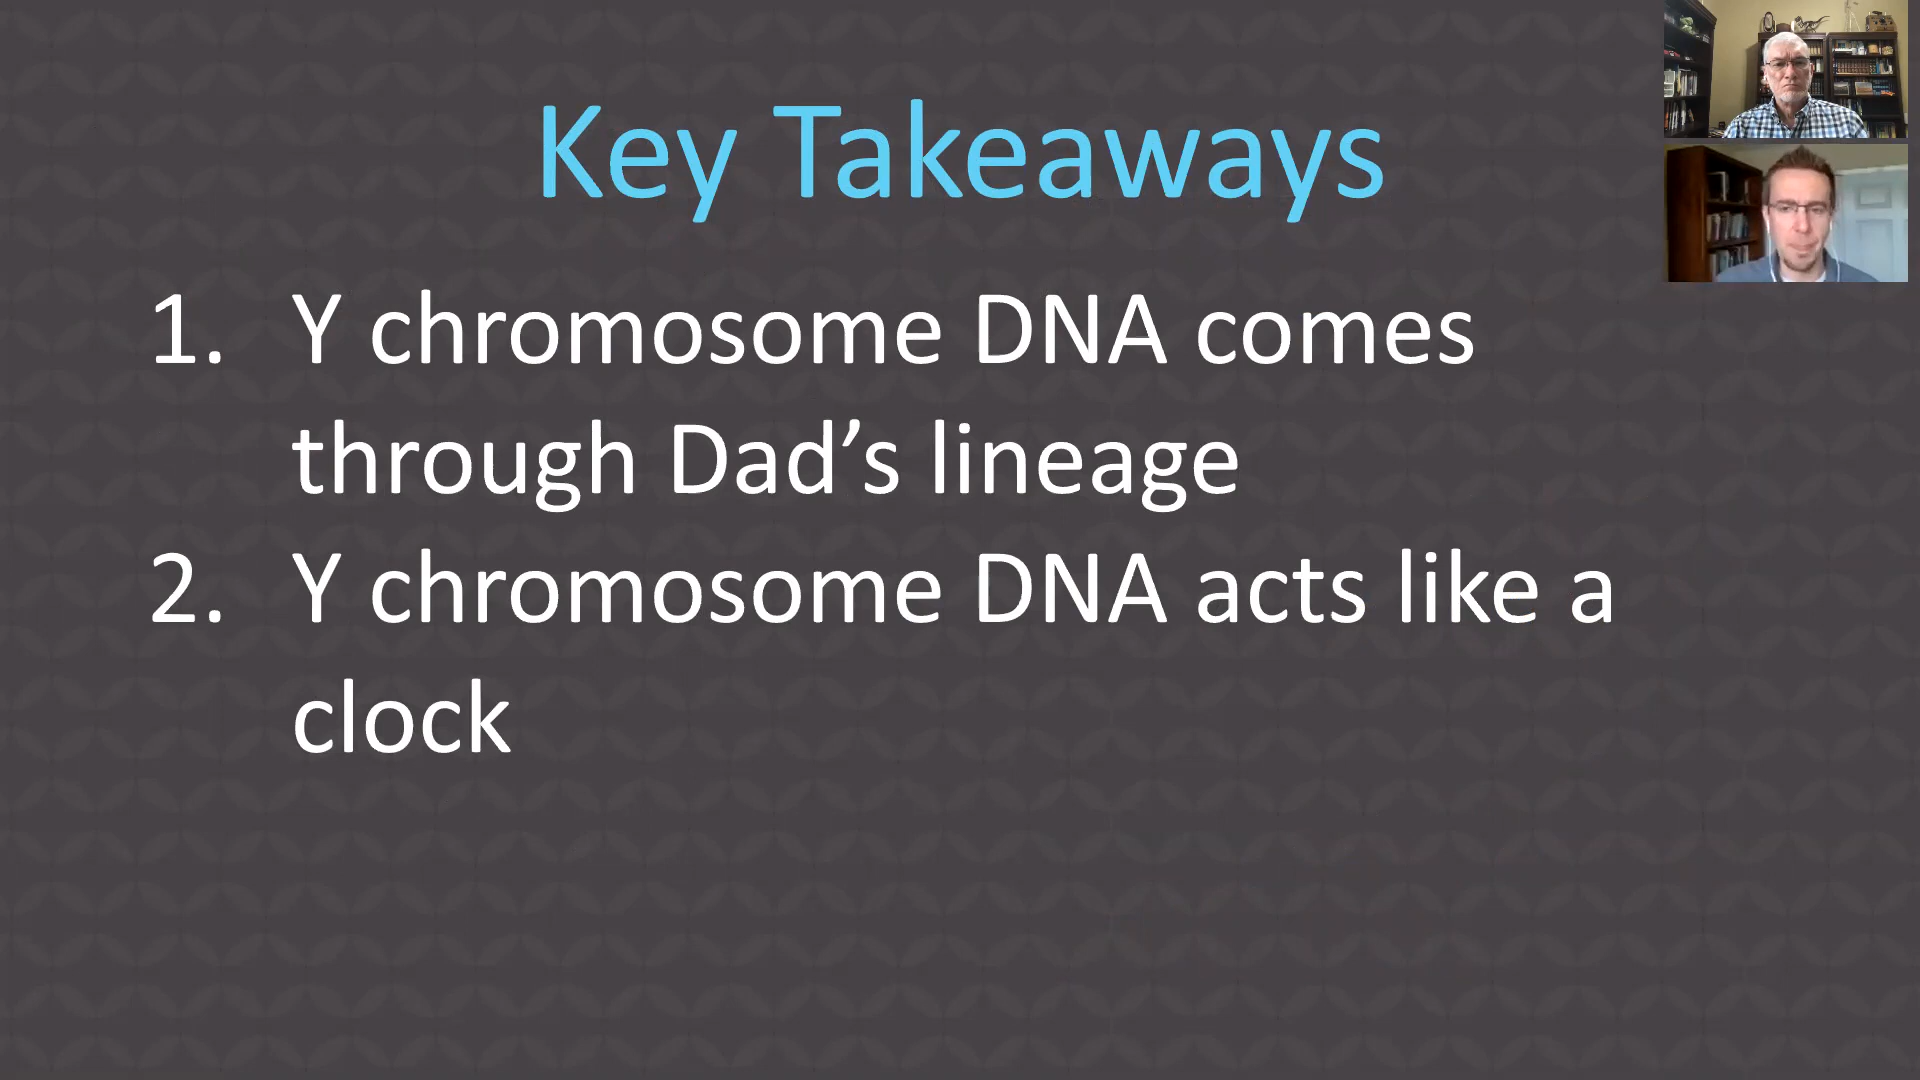 Key Takeaways
1. Y chromosome DNA comes
through Dad’s lineage
2. Y chromosome DNA acts like a
clock